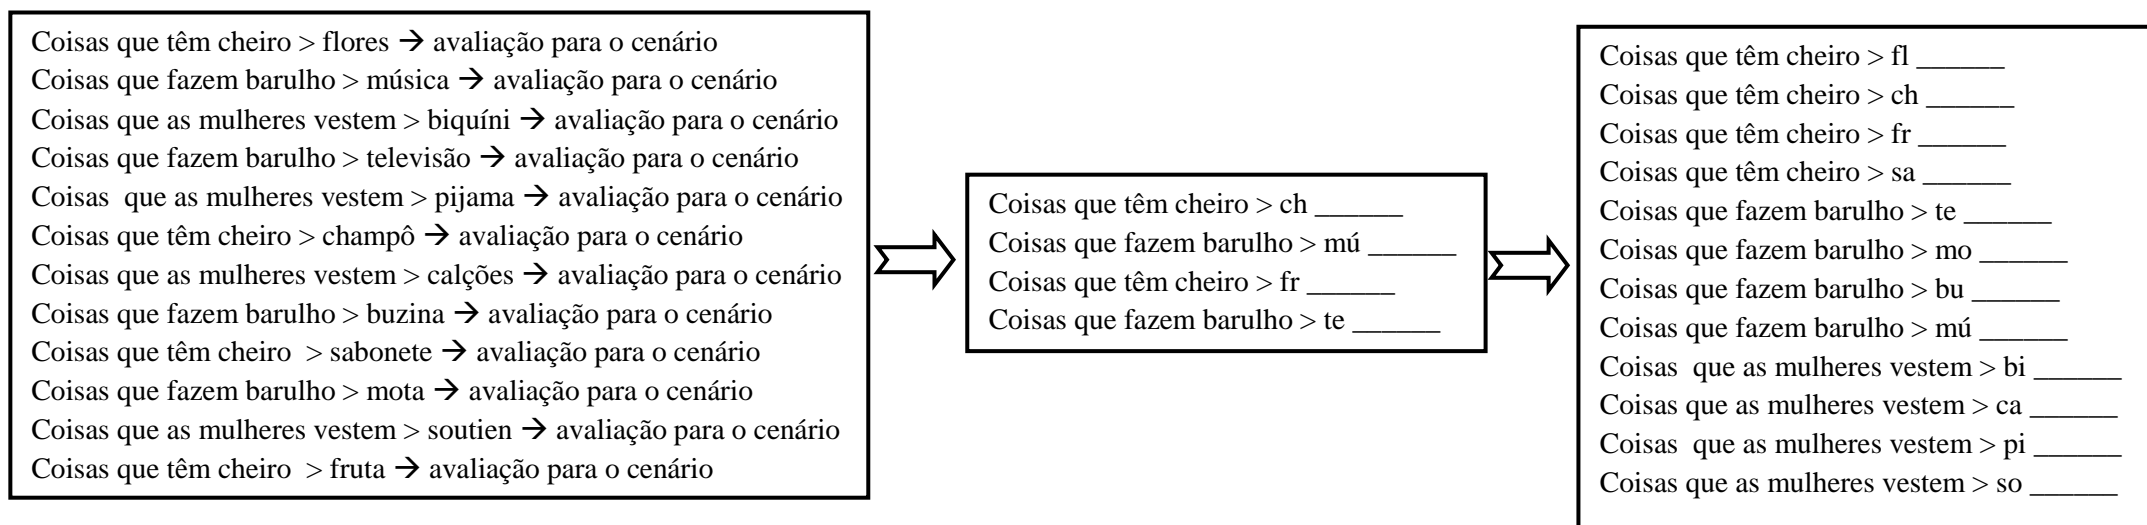 Coisas que têm cheiro > flores → avaliação para o cenário
Coisas que fazem barulho > música → avaliação para o cenário
Coisas que as mulheres vestem > biquíni → avaliação para o cenário
Coisas que fazem barulho > televisão → avaliação para o cenário
Coisas  que as mulheres vestem > pijama → avaliação para o cenário
Coisas que têm cheiro > champô → avaliação para o cenário
Coisas que as mulheres vestem > calções → avaliação para o cenário
Coisas que fazem barulho > buzina → avaliação para o cenário
Coisas que têm cheiro  > sabonete → avaliação para o cenário
Coisas que fazem barulho > mota → avaliação para o cenário
Coisas que as mulheres vestem > soutien → avaliação para o cenário
Coisas que têm cheiro  > fruta → avaliação para o cenário
Coisas que têm cheiro > ch ______
Coisas que fazem barulho > mú ______
Coisas que têm cheiro > fr ______
Coisas que fazem barulho > te ______
Coisas que têm cheiro > fl ______
Coisas que têm cheiro > ch ______
Coisas que têm cheiro > fr ______
Coisas que têm cheiro > sa ______
Coisas que fazem barulho > te ______
Coisas que fazem barulho > mo ______
Coisas que fazem barulho > bu ______
Coisas que fazem barulho > mú ______
Coisas  que as mulheres vestem > bi ______
Coisas que as mulheres vestem > ca ______
Coisas  que as mulheres vestem > pi ______
Coisas que as mulheres vestem > so ______